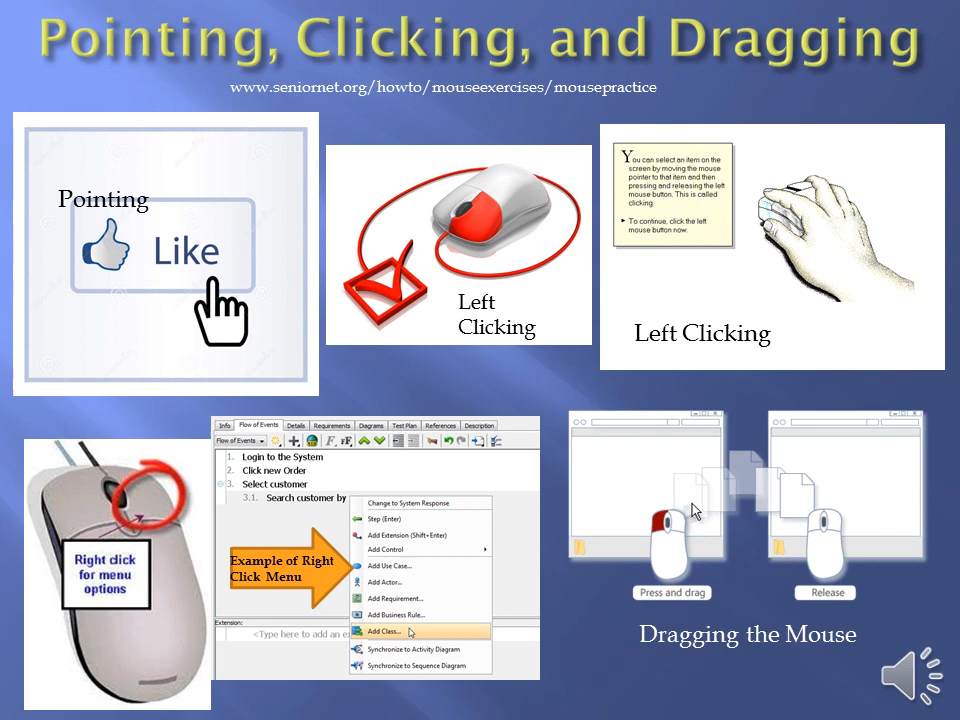 Pointing, Clicking, and Dragging
www.seniornet.org/howto/mouseexercises/mousepractice
Pointing
Like
Left
Clicking
You can select an item on the
screen by moving the mouse
pointer to that item and then
pressing and releasing the left
mouse button. This is called
clicking.
To continue, click the left
mouse button now.
Left Clicking
Right click
for menu
options
Info Flow of Events Details Requirements Diagrams Test Plan References Description
Flow of Events
1. Login to the System
2. Click new Order
3. Select customer
3.1. Search customer by
Change to System Response
Step (Enter)
Add Extension (Shift+Enter)
Add Control
Add Use Case...
Add Actor...
Add Requirement...
Add Business Rule...
Add Class...
Synchronize to Activity Diagram
Synchronize to Sequence Diagram
Example of Right
Click Menu
Extension:
<Type here to add an
Press and drag
Release
Dragging the Mouse